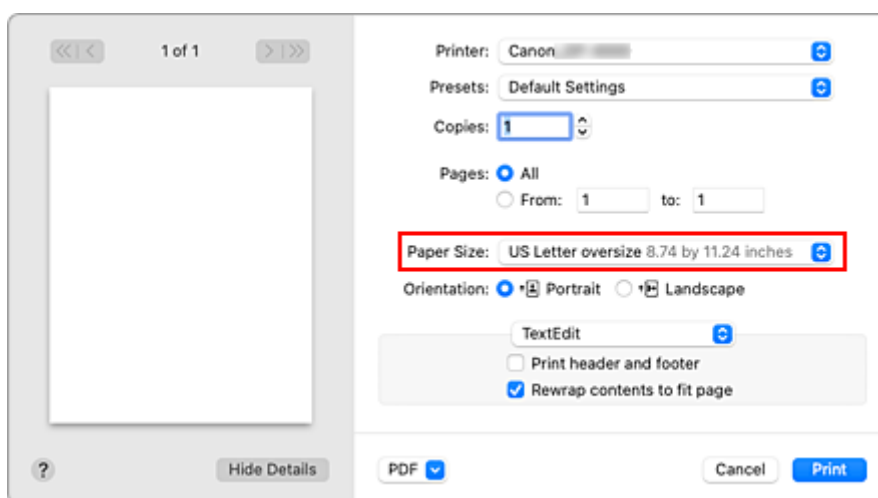 1 of 1
Printer: Canon
Presets: Default Settings
Copies: 1
Pages: All
From: 1 to: 1
Paper Size: US Letter oversize 8.74 by 11.24 inches
Orientation: Portrait Landscape
TextEdit
Print header and footer
Rewrap contents to fit page
? Hide Details PDF Cancel Print